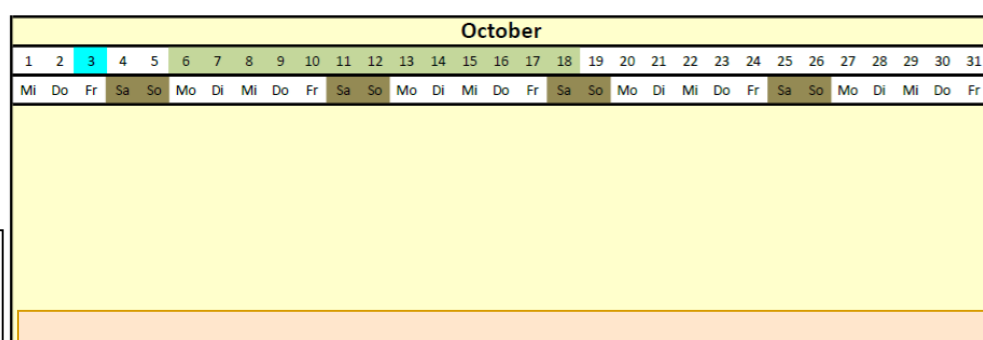 October
1 2 3 4 5 6 7 8 9 10 11 12 13 14 15 16 17 18 19 20 21 22 23 24 25 26 27 28 29 30 31
Mi Do Fr Sa So Mo Di Mi Do Fr Sa So Mo Di Mi Do Fr Sa So Mo Di Mi Do Fr Sa So Mo Di Mi Do Fr